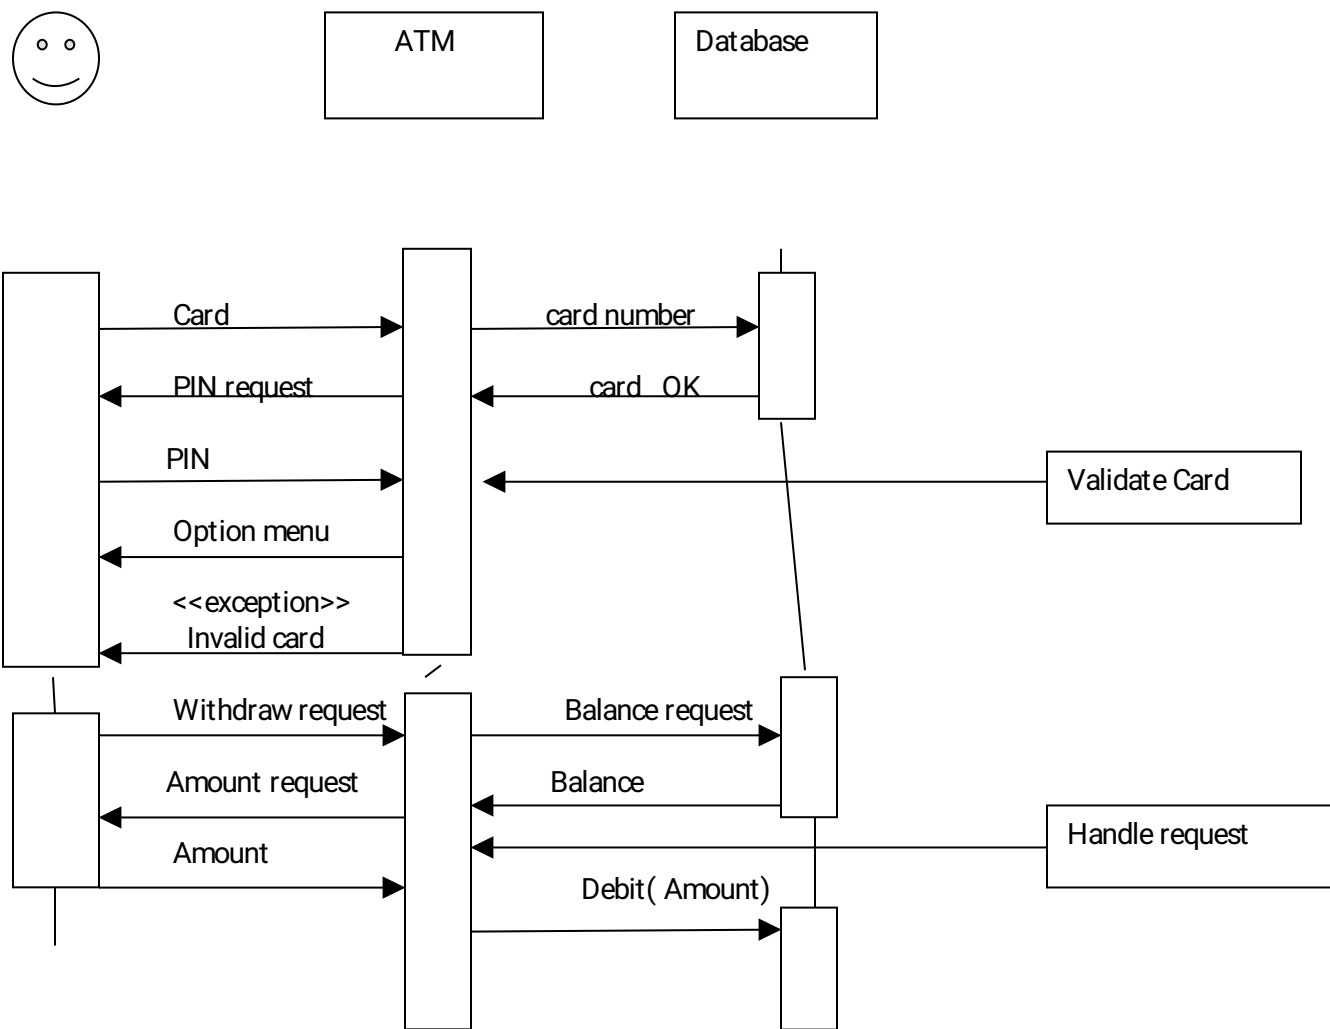 ATM
Database
Card
card number
PIN request
card OK
PIN
Validate Card
Option menu
<<exception>>
Invalid card
Withdraw request
Balance request
Amount request
Balance
Handle request
Amount
Debit( Amount)